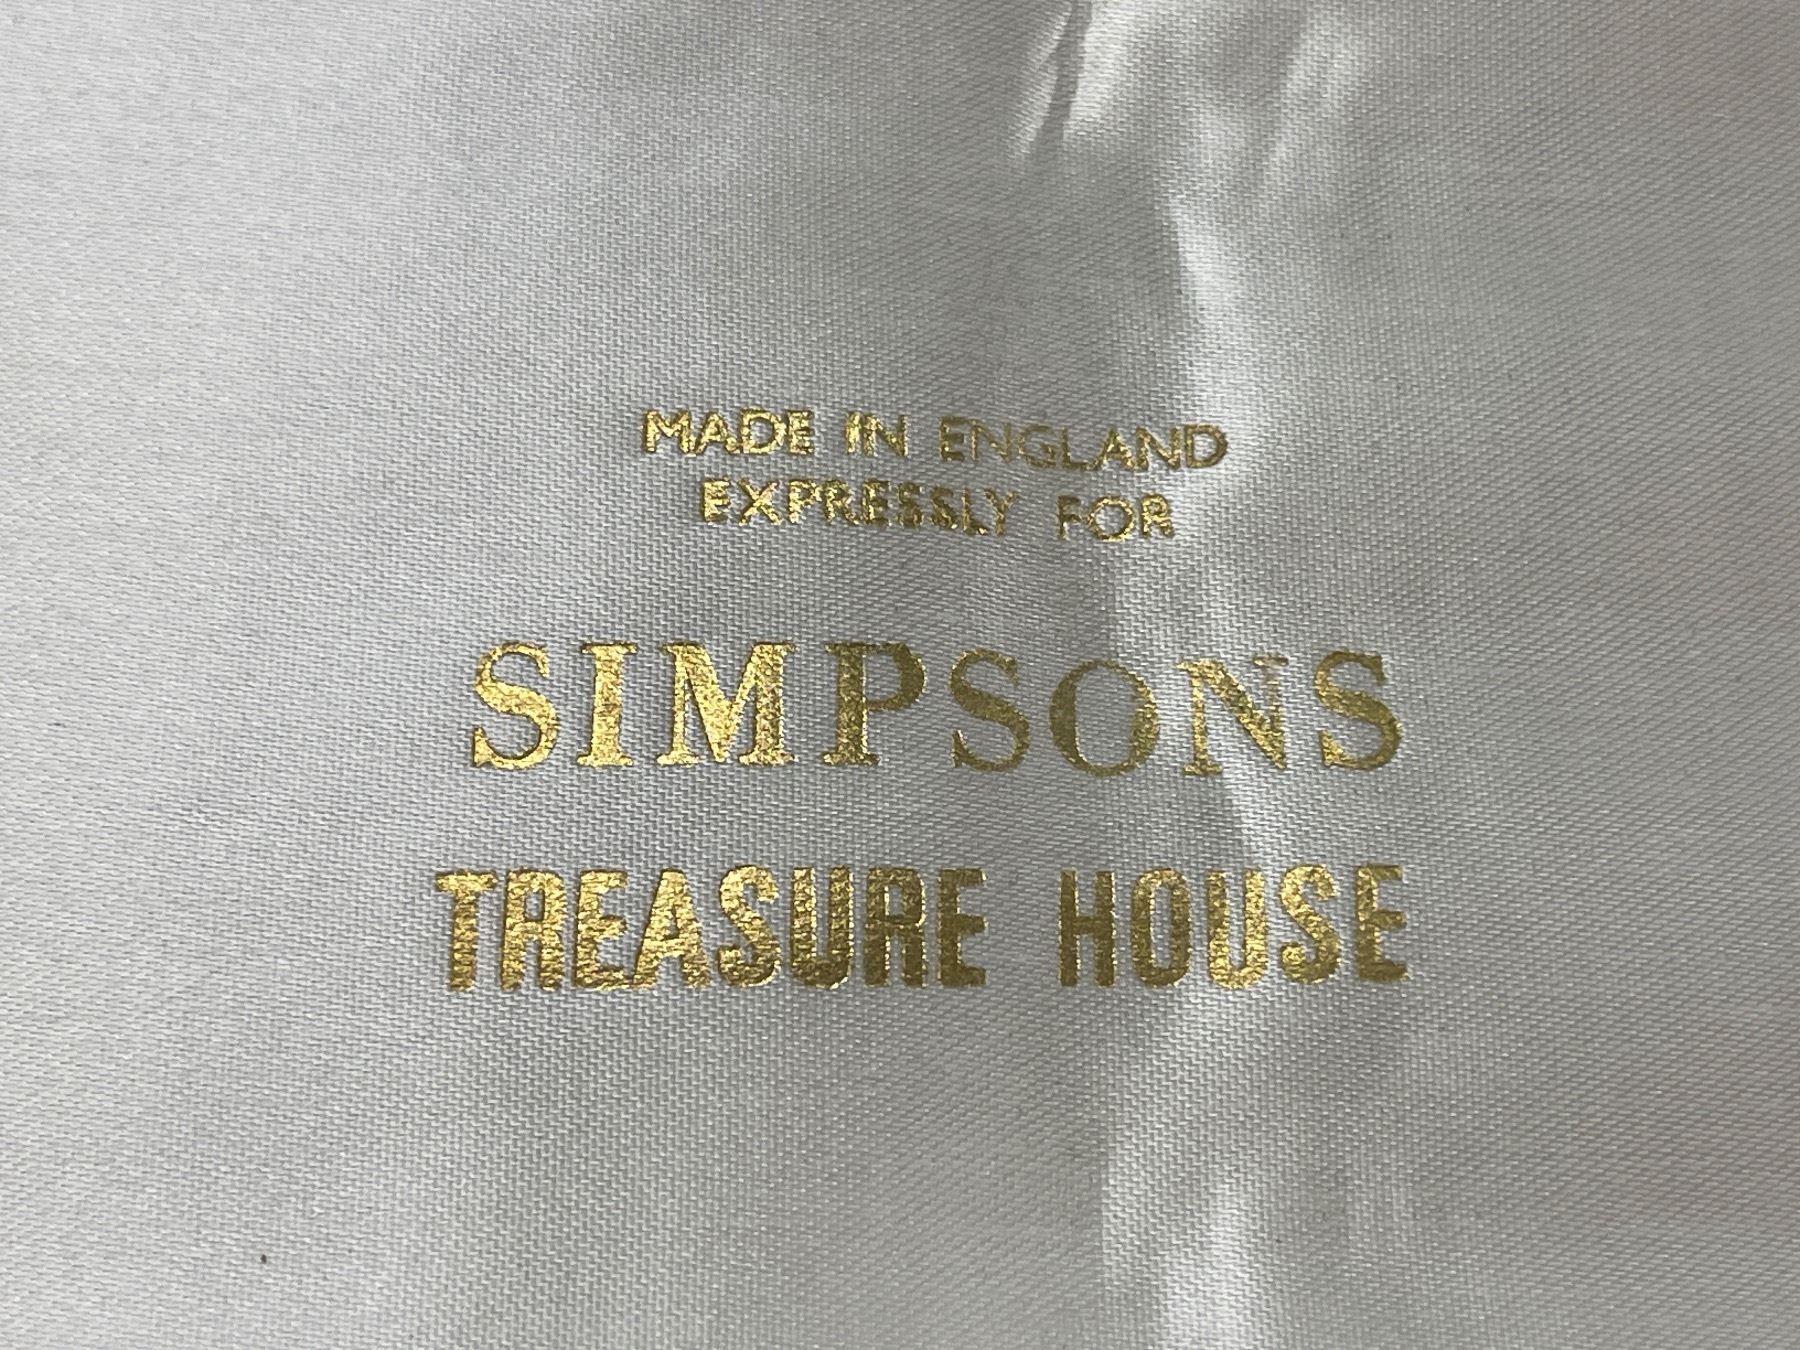 MADE IN ENGLAND
EXPRESSLY FOR
SIMPSONS
TREASURE HOUSE